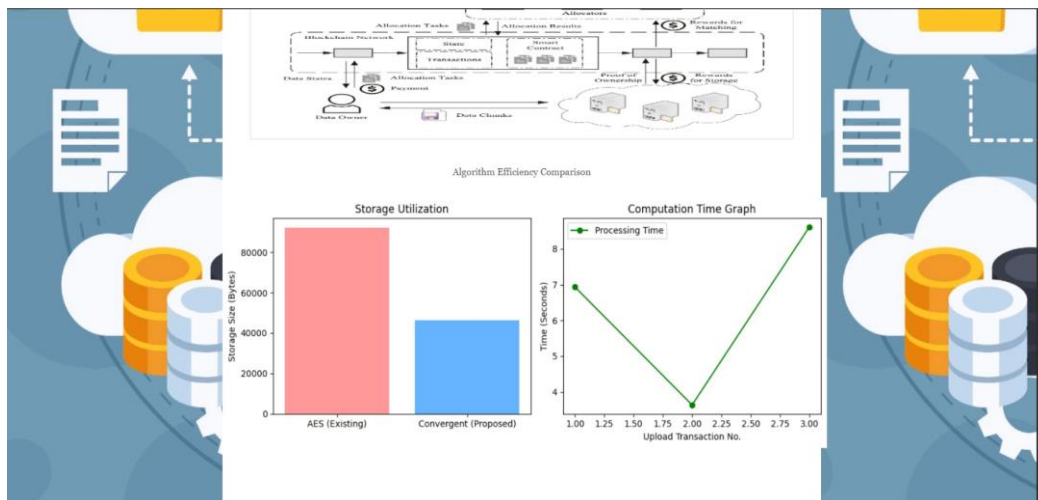 Allocators
Allocation Tasks
Allocation Results
Rewards for
Matching
Blockchain Network
State
Transactions
Smart
Contract
Data States
Allocation Tasks
Payment
Proof of
Ownership
Rewards
for Storage
Data Owner
Data Chunks
Algorithm Efficiency Comparison
Storage Utilization
Storage Size (Bytes)
80000
60000
40000
20000
0
AES (Existing)
Convergent (Proposed)
Computation Time Graph
Processing Time
Time (Seconds)
8
7
6
5
4
1.00 1.25 1.50 1.75 2.00 2.25 2.50 2.75 3.00
Upload Transaction No.